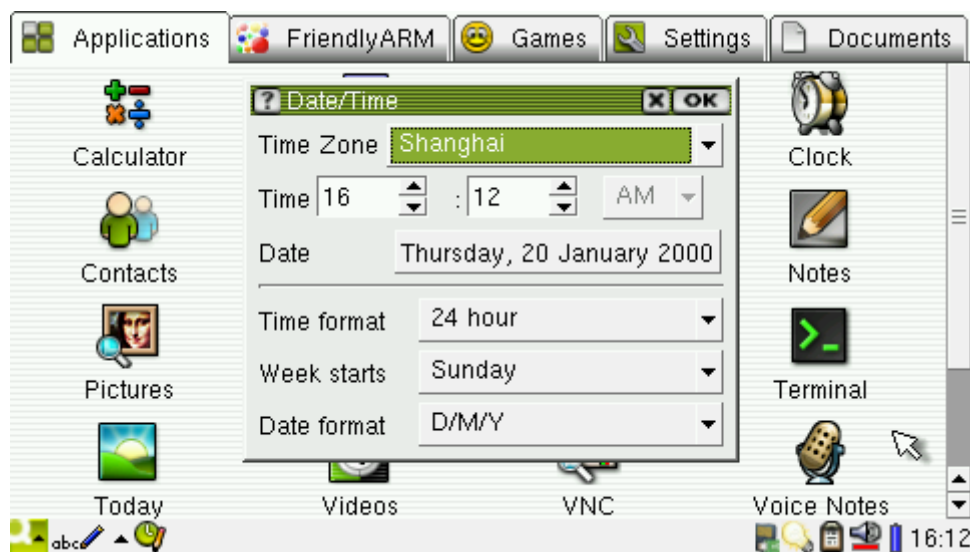 Applications FriendlyARM Games Settings Documents
? Date/Time X OK
Time Zone Shanghai
Calculator Clock
Time 16 : 12 AM
Date Thursday, 20 January 2000
Contacts Notes
Time format 24 hour
Week starts Sunday
Pictures Terminal
Date format D/M/Y
Today Videos VNC Voice Notes
abc 16:12